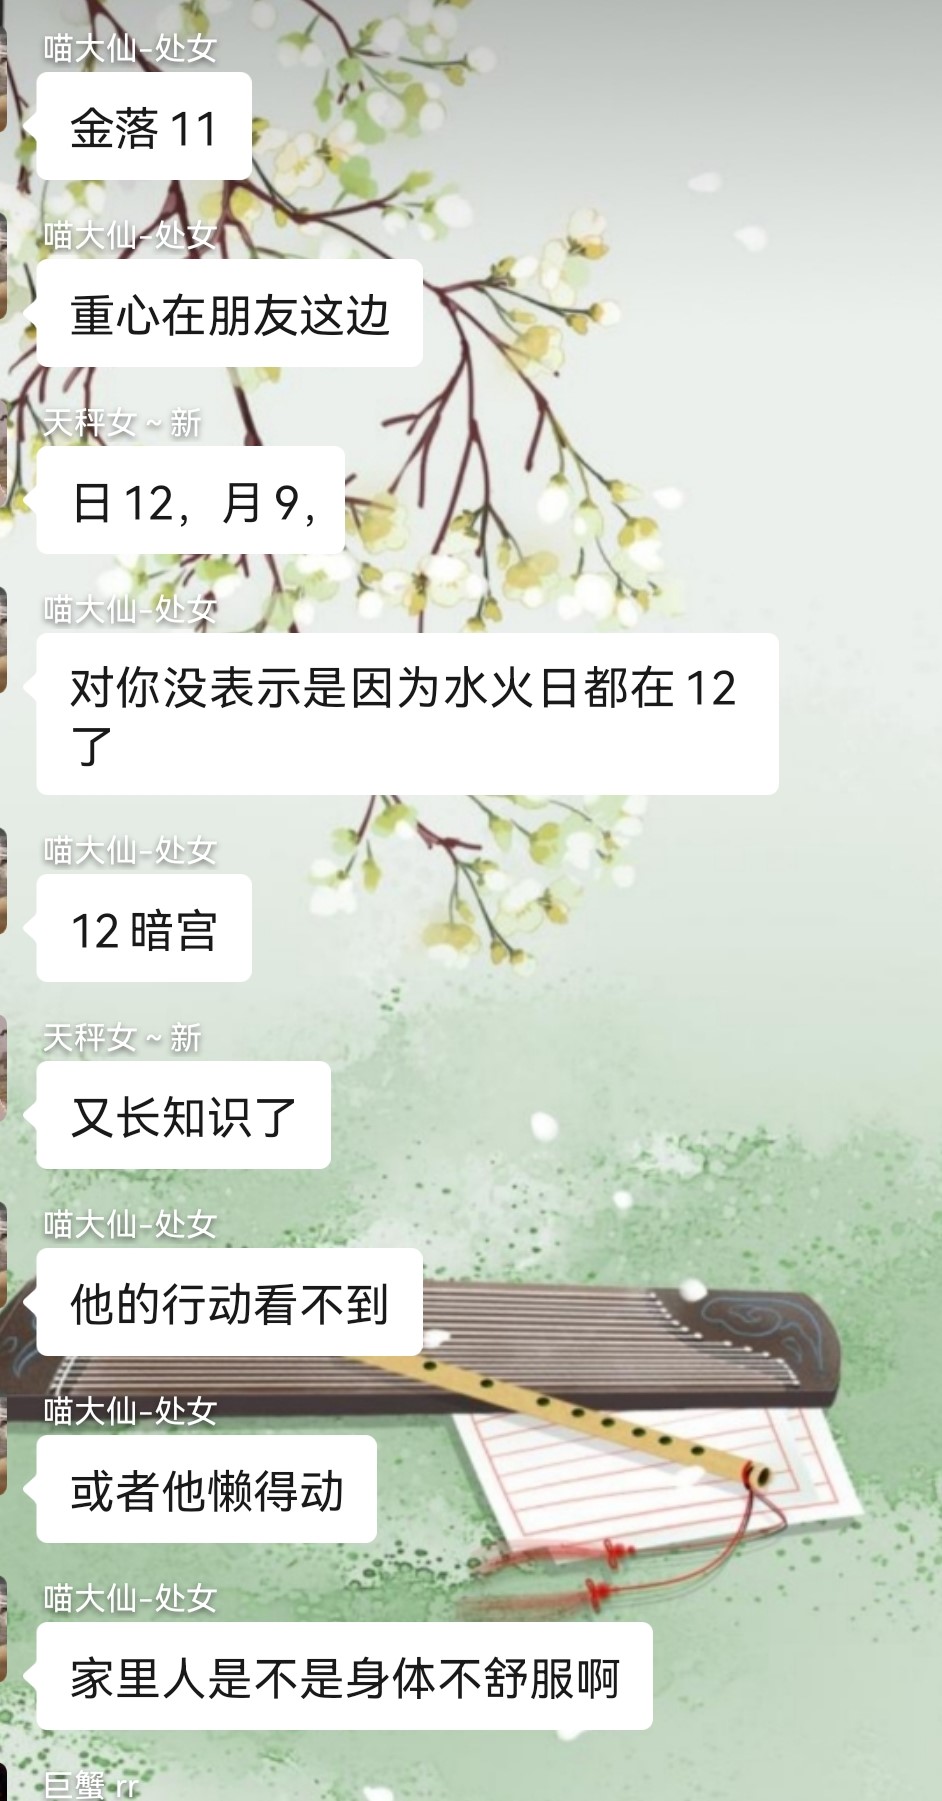 喵大仙-处女
金落 11
喵大仙-处女
重心在朋友这边
天秤女 ~ 新
日 12，月 9，
喵大仙-处女
对你没表示是因为水火日都在 12
了
喵大仙-处女
12 暗宫
天秤女 ~ 新
又长知识了
喵大仙-处女
他的行动看不到
喵大仙-处女
或者他懒得动
喵大仙-处女
家里人是不是身体不舒服啊
巨蟹 rr